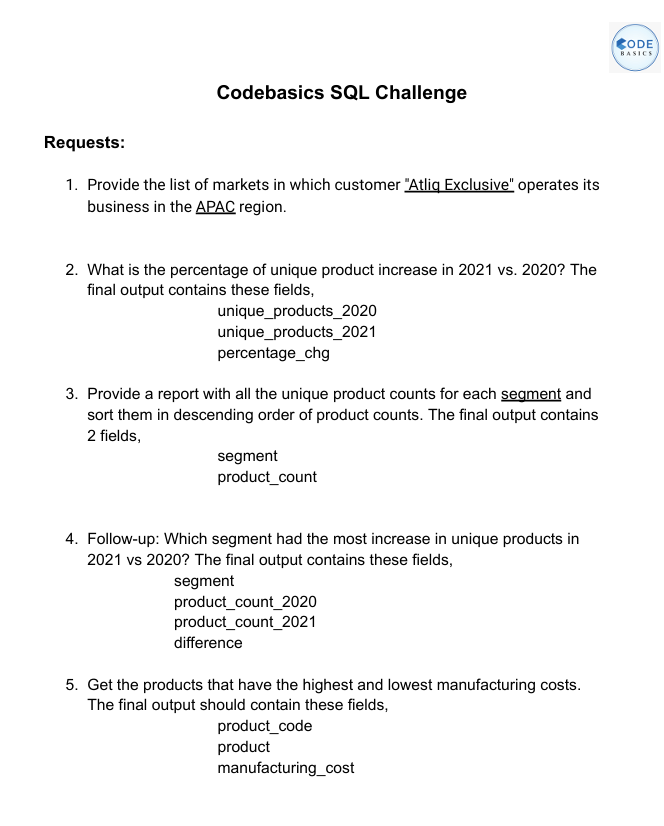 CODE
BASICS
Codebasics SQL Challenge
Requests:
1. Provide the list of markets in which customer "Atliq Exclusive" operates its
business in the APAC region.
2. What is the percentage of unique product increase in 2021 vs. 2020? The
final output contains these fields,
unique_products_2020
unique_products_2021
percentage_chg
3. Provide a report with all the unique product counts for each segment and
sort them in descending order of product counts. The final output contains
2 fields,
segment
product_count
4. Follow-up: Which segment had the most increase in unique products in
2021 vs 2020? The final output contains these fields,
segment
product_count_2020
product_count_2021
difference
5. Get the products that have the highest and lowest manufacturing costs.
The final output should contain these fields,
product_code
product
manufacturing_cost